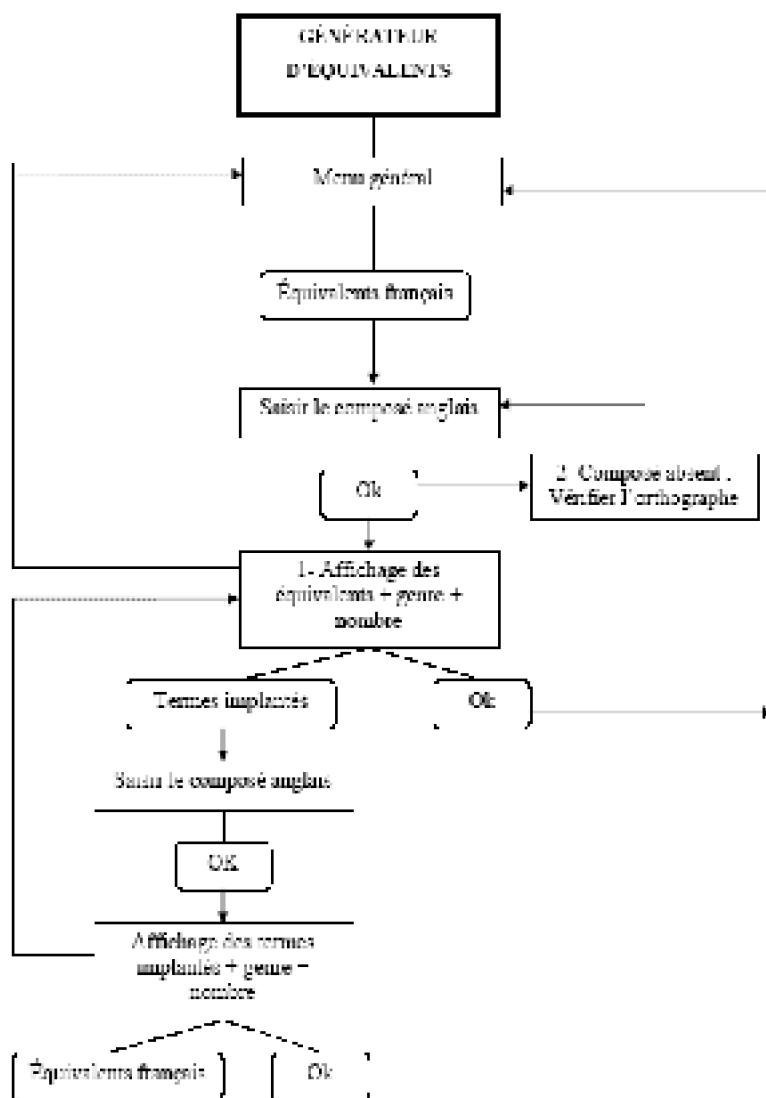 GÉNÉRATEUR
D'ÉQUIVALENTS
Menu général
Équivalents français
Saisir le composé anglais
Ok
2- Composé absent :
Vérifier l'orthographe
1- Affichage des
équivalents + genre +
nombre
Termes implantés
Ok
Saisir le composé anglais
OK
Affichage des termes
implantés + genre +
nombre
Équivalents français
Ok